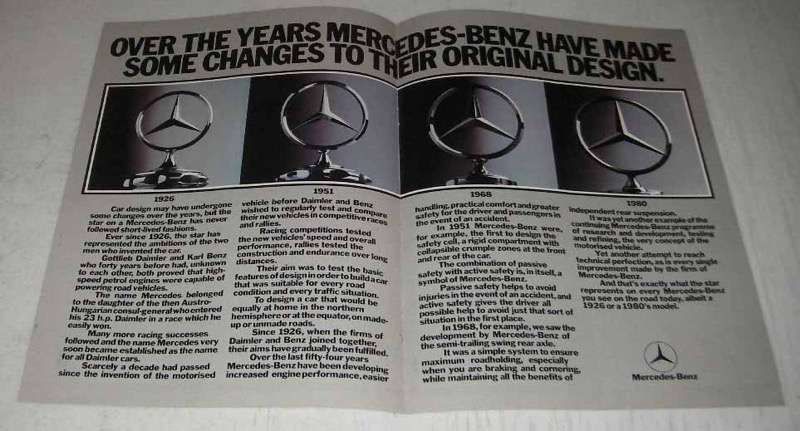 OVER THE YEARS MERCEDES-BENZ HAVE MADE
SOME CHANGES TO THEIR ORIGINAL DESIGN.
1926
1951
1968
1980
Car design may have undergone
some changes over the years, but the
star on a Mercedes-Benz has never
followed short-lived fashions.
Ever since 1926, the star has
represented the ambitions of the two
men who invented the car.
Gottlieb Daimler and Karl Benz
who forty years before had, unknown
to each other, both proved that high-
speed petrol engines were capable of
powering road vehicles.
The name Mercedes belonged
to the daughter of the then Austro-
Hungarian consul-general who entered
his 23 h.p. Daimler in a race which he
easily won.
Many more racing successes
followed and the name Mercedes very
soon became established as the name
for all Daimler cars.
Scarcely a decade had passed
since the invention of the motorised
vehicle before Daimler and Benz
wished to regularly test and compare
their new vehicles in competitive races
and rallies.
Racing competitions tested
the new vehicles' speed and overall
performance, rallies tested the
construction and endurance over long
distances.
Their aim was to test the basic
features of design in order to build a car
that was suitable for every road
condition and every traffic situation.
To design a car that would be
equally at home in the northern
hemisphere or at the equator, on made-
up or unmade roads.
Since 1926, when the firms of
Daimler and Benz joined together,
their aims have gradually been fulfilled.
Over the last fifty-four years
Mercedes-Benz have been developing
increased engine performance, easier
handling, practical comfort and greater
safety for the driver and passengers in
the event of an accident.
In 1951 Mercedes-Benz were,
for example, the first to design the
safety cell, a rigid compartment with
collapsible crumple zones at the front
and rear of the car.
The combination of passive
safety with active safety is, in itself, a
symbol of Mercedes-Benz.
Passive safety helps to avoid
injuries in the event of an accident, and
active safety gives the driver all
possible help to avoid just that sort of
situation in the first place.
In 1968, for example, we saw the
development by Mercedes-Benz of
the semi-trailing swing rear axle.
It was a simple system to ensure
maximum roadholding, especially
when you are braking and cornering,
while maintaining all the benefits of
independent rear suspension.
It was yet another example of the
continuing Mercedes-Benz programme
of research and development, testing
and refining, the very concept of the
motorised vehicle.
Yet another attempt to reach
technical perfection, as is every single
improvement made by the firm of
Mercedes-Benz.
And that's exactly what the star
represents on every Mercedes-Benz
you see on the road today, albeit a
1926 or a 1980's model.
Mercedes-Benz